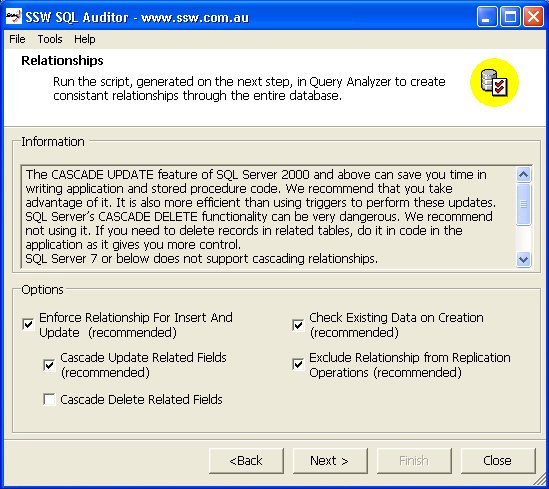 SSW SQL Auditor - www.ssw.com.au
File Tools Help
Relationships
Run the script, generated on the next step, in Query Analyzer to create
consistant relationships through the entire database.
Information
The CASCADE UPDATE feature of SQL Server 2000 and above can save you time in
writing application and stored procedure code. We recommend that you take
advantage of it. It is also more efficient than using triggers to perform these updates.
SQL Server's CASCADE DELETE functionality can be very dangerous. We recommend
not using it. If you need to delete records in related tables, do it in code in the
application as it gives you more control.
SQL Server 7 or below does not support cascading relationships.
Options
Enforce Relationship For Insert And
Update (recommended)
Cascade Update Related Fields
(recommended)
Cascade Delete Related Fields
Check Existing Data on Creation
(recommended)
Exclude Relationship from Replication
Operations (recommended)
<Back Next > Finish Close